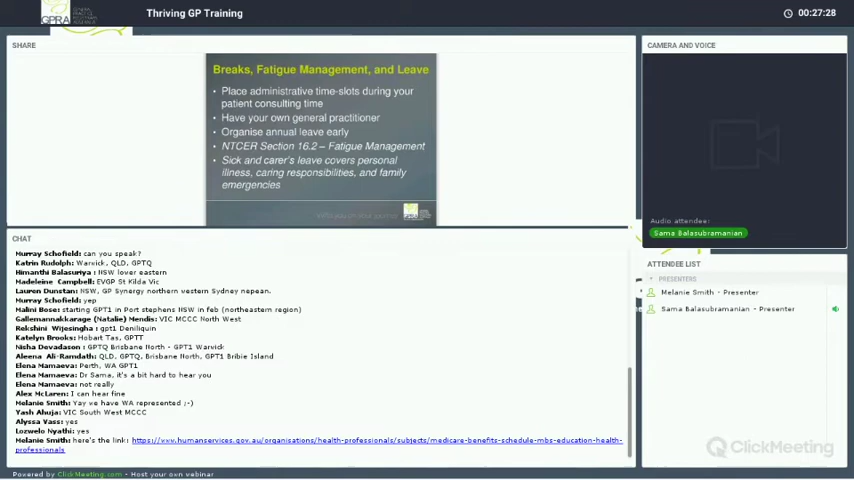 GPRA
Thriving GP Training
00:27:28
SHARE
CAMERA AND VOICE
Breaks, Fatigue Management, and Leave
• Place administrative time-slots during your
patient consulting time
• Have your own general practitioner
• Organise annual leave early
• NTCER Section 16.2 – Fatigue Management
• Sick and carer's leave covers personal
illness, caring responsibilities, and family
emergencies
Audio attendee:
Sama Balasubramanian
CHAT
Murray Schofield: can you speak?
Katrin Rudolph: Warwick, QLD, GPTQ
Himanthi Balasuriya : NSW lover eastern
Madeleine Campbell: EVGP St Kilda Vic
Lauren Dunstan: NSW, GP Synergy northern western Sydney nepean.
Murray Schofield: yep
Malini Bose: starting GPT1 in Port stephens NSW in feb (northeastern region)
Gallemannakkarage (Natalie) Mendis: VIC MCCC North West
Rekshini Wijesingha : gpt1 Deniliquin
Katelyn Brooks: Hobart Tas, GPTT
Nisha Devadason : GPTQ Brisbane North - GPT1 Warwick
Aleena Ali-Ramdath: QLD, GPTQ, Brisbane North, GPT1 Bribie Island
Elena Mamaeva: Perth, WA GPT1
Elena Mamaeva: Dr Sama, it's a bit hard to hear you
Elena Mamaeva: not really
Alex McLaren: I can hear fine
Melanie Smith: Yay we have WA represented ;-)
Yash Ahuja: VIC South West MCCC
Alyssa Vass: yes
Lozwelo Nyathi: yes
Melanie Smith: here's the link: https://www.humanservices.gov.au/organisations/health-professionals/subjects/medicare-benefits-schedule-mbs-education-health-
professionals
ATTENDEE LIST
PRESENTERS
Melanie Smith - Presenter
Sama Balasubramanian - Presenter
ClickMeeting
Powered by ClickMeeting.com - Host your own webinar